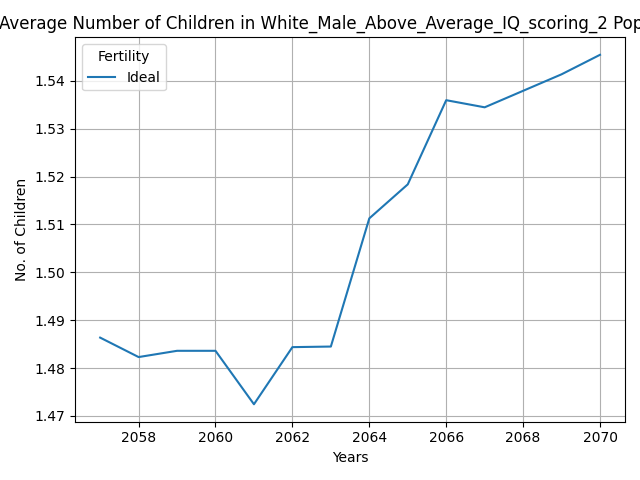 Average Number of Children in White_Male_Above_Average_IQ_scoring_2 Pop
Fertility
Ideal
1.54
1.53
1.52
1.51
1.50
1.49
1.48
1.47
No. of Children
2058 2060 2062 2064 2066 2068 2070
Years